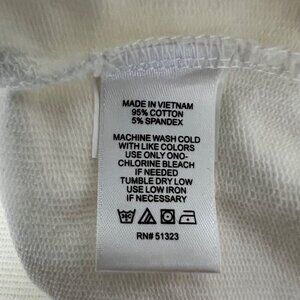 MADE IN VIETNAM
95% COTTON
5% SPANDEX
MACHINE WASH COLD
WITH LIKE COLORS
USE ONLY ONO-
CHLORINE BLEACH
IF NEEDED
TUMBLE DRY LOW
USE LOW IRON
IF NECESSARY
RN# 51323